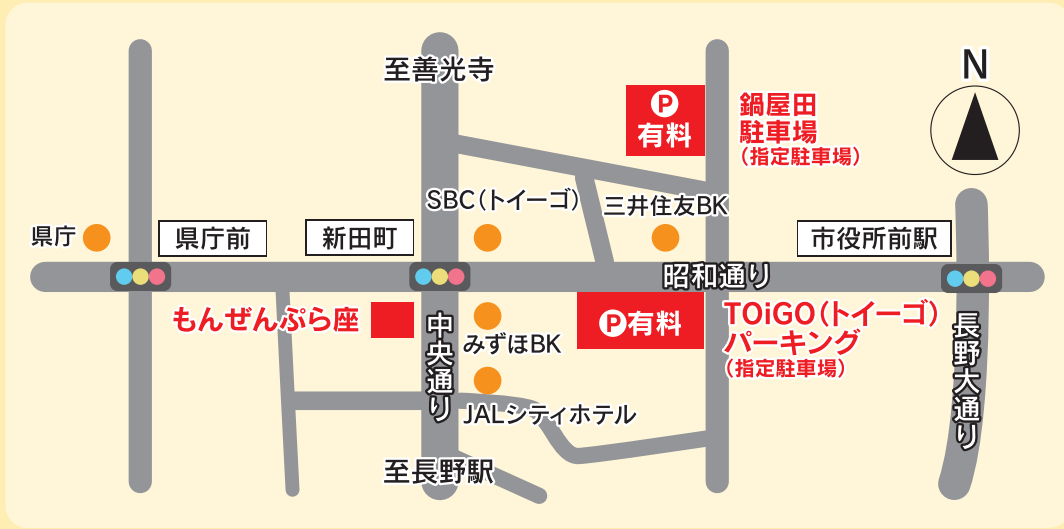 至善光寺
N
P
有料
鍋屋田
駐車場
(指定駐車場)
SBC(トイーゴ)
三井住友BK
県庁
県庁前
新田町
市役所前駅
昭和通り
もんぜんぷら座
中央通り
みずほBK
P有料
TOiGO(トイーゴ)
パーキング
(指定駐車場)
長野大通り
JALシティホテル
至長野駅